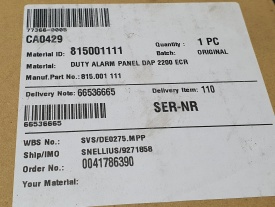 77366-0005
CA0429
Quantity : 1 PC
Material ID: 815001111 Batch: ORIGINAL
Material: DUTY ALARM PANEL DAP 2200 ECR
Manuf.Part No.: 815.001 111
Delivery Note: 66536665 Delivery Item: 110
66536665
SER-NR
WBS No.: SVS/DE0275.MPP
Ship/IMO SNELLIUS/9271858
Order No.: 0041786390
Your Material: